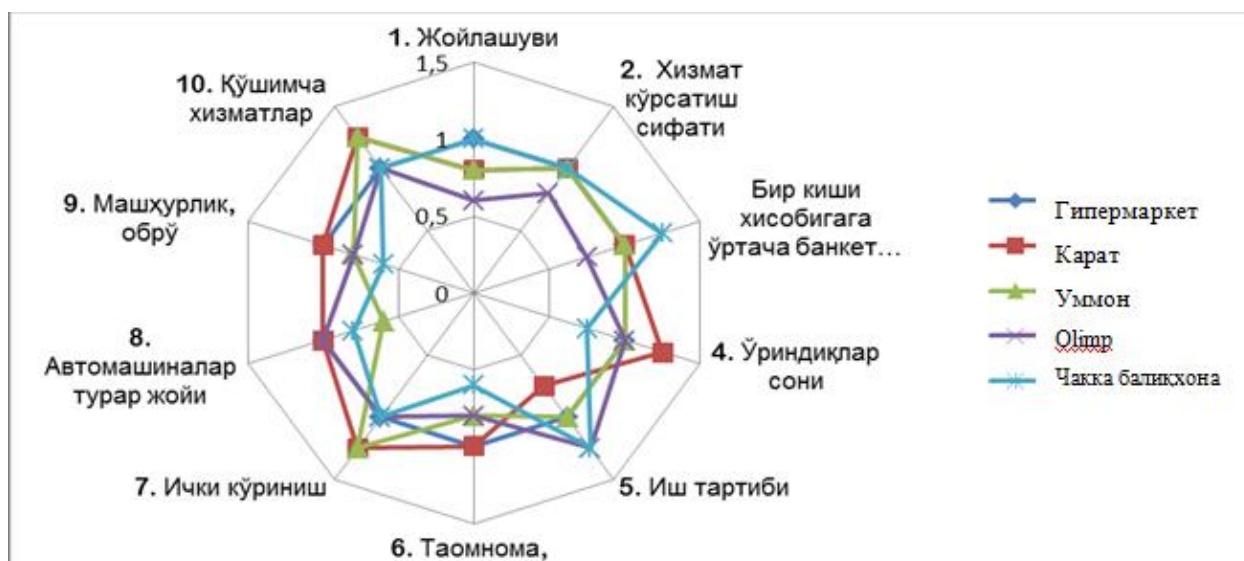 1. Жойлашуви
1,5
2. Хизмат
кўрсатиш
сифати
10. Қўшимча
хизматлар
1
Бир киши
хисобигага
ўртача банкет...
9. Машҳурлик,
обрў
0,5
0
4. Ўриндиқлар
сони
8.
Автомашиналар
турар жойи
5. Иш тартиби
7. Ички кўриниш
6. Таомнома,
Гипермаркет
Карат
Уммон
Olimp
Чакка балиқхона